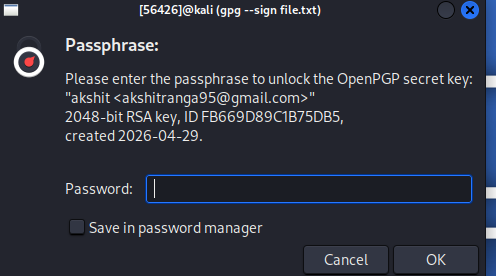 [56426]@kali (gpg --sign file.txt)
Passphrase:
Please enter the passphrase to unlock the OpenPGP secret key:
"akshit <akshitranga95@gmail.com>"
2048-bit RSA key, ID FB669D89C1B75DB5,
created 2026-04-29.
Password:
Save in password manager
Cancel OK